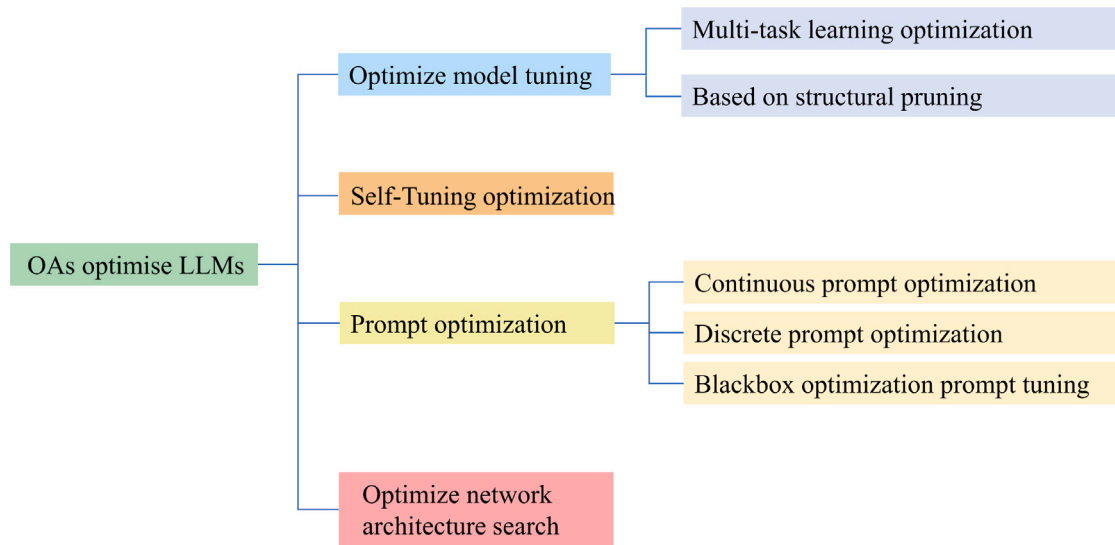 OAs optimise LLMs
Optimize model tuning
Multi-task learning optimization
Based on structural pruning
Self-Tuning optimization
Prompt optimization
Continuous prompt optimization
Discrete prompt optimization
Blackbox optimization prompt tuning
Optimize network
architecture search